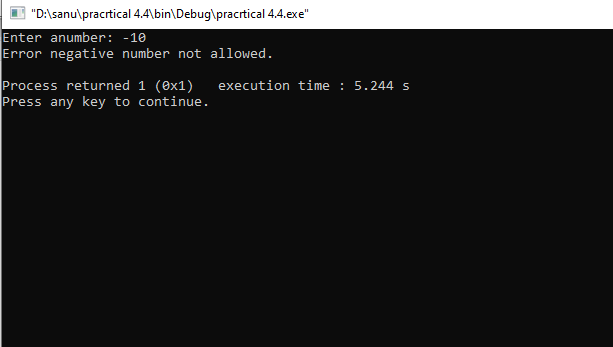 "D:\sanu\pracrtical 4.4\bin\Debug\pracrtical 4.4.exe"
Enter anumber: -10
Error negative number not allowed.
Process returned 1 (0x1)   execution time : 5.244 s
Press any key to continue.